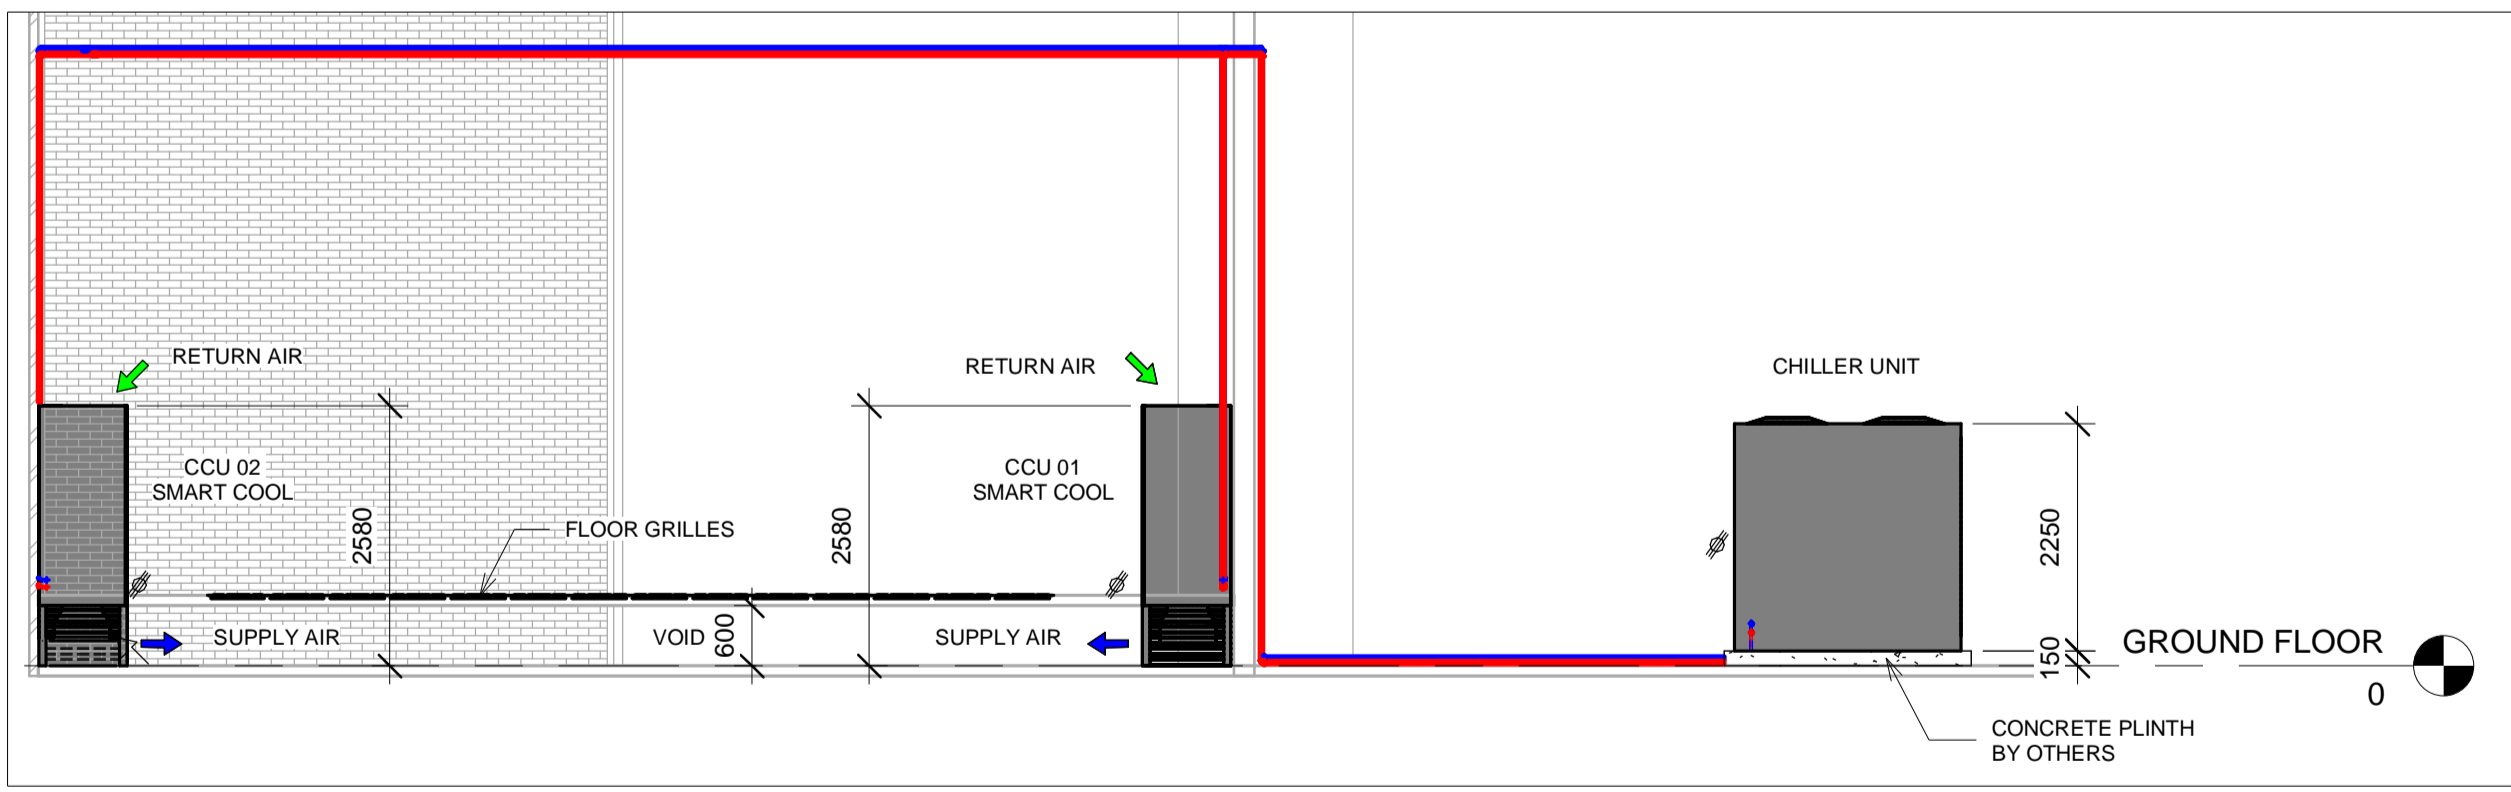 RETURN AIR
RETURN AIR
CHILLER UNIT
CCU 02
SMART COOL
CCU 01
SMART COOL
2580
2580
2250
FLOOR GRILLES
SUPPLY AIR
VOID
600
SUPPLY AIR
150
GROUND FLOOR
0
CONCRETE PLINTH
BY OTHERS